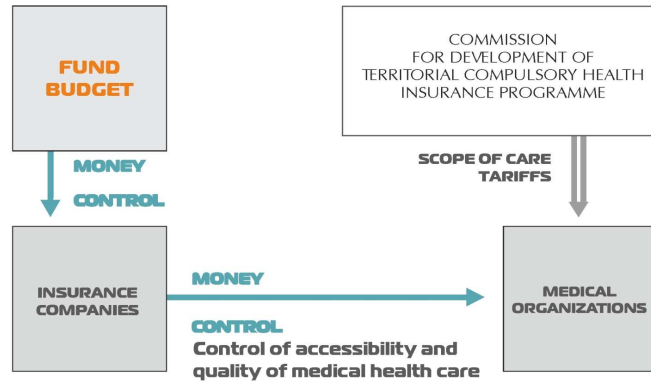 FUND
BUDGET
COMMISSION
FOR DEVELOPMENT OF
TERRITORIAL COMPULSORY HEALTH
INSURANCE PROGRAMME
MONEY
CONTROL
SCOPE OF CARE
TARIFFS
INSURANCE
COMPANIES
MONEY
CONTROL
Control of accessibility and
quality of medical health care
MEDICAL
ORGANIZATIONS